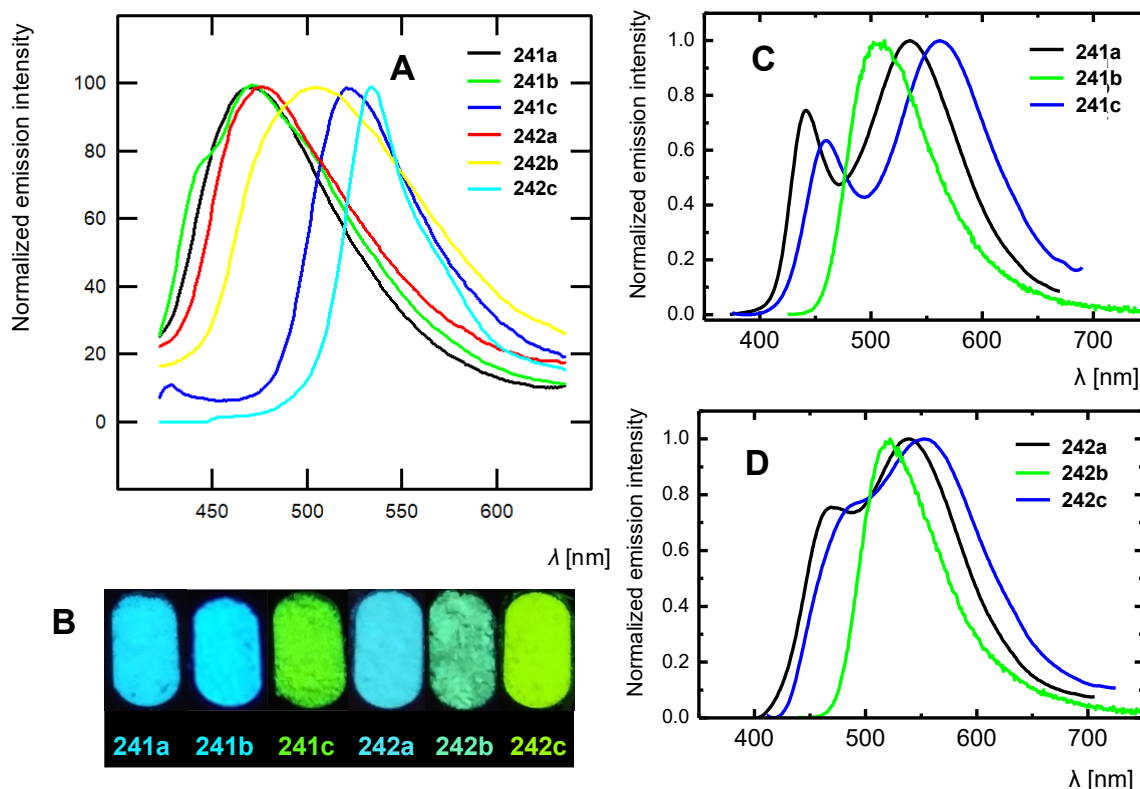 A
Normalized emission intensity
100
80
60
40
20
0
241a
241b
241c
242a
242b
242c
450
500
550
600
λ [nm]
B
241a 241b 241c 242a 242b 242c
C
Normalized emission intensity
1.0
0.8
0.6
0.4
0.2
0.0
241a
241b
241c
400 500 600 700
λ [nm]
D
Normalized emission intensity
1.0
0.8
0.6
0.4
0.2
0.0
242a
242b
242c
400 500 600 700
λ [nm]